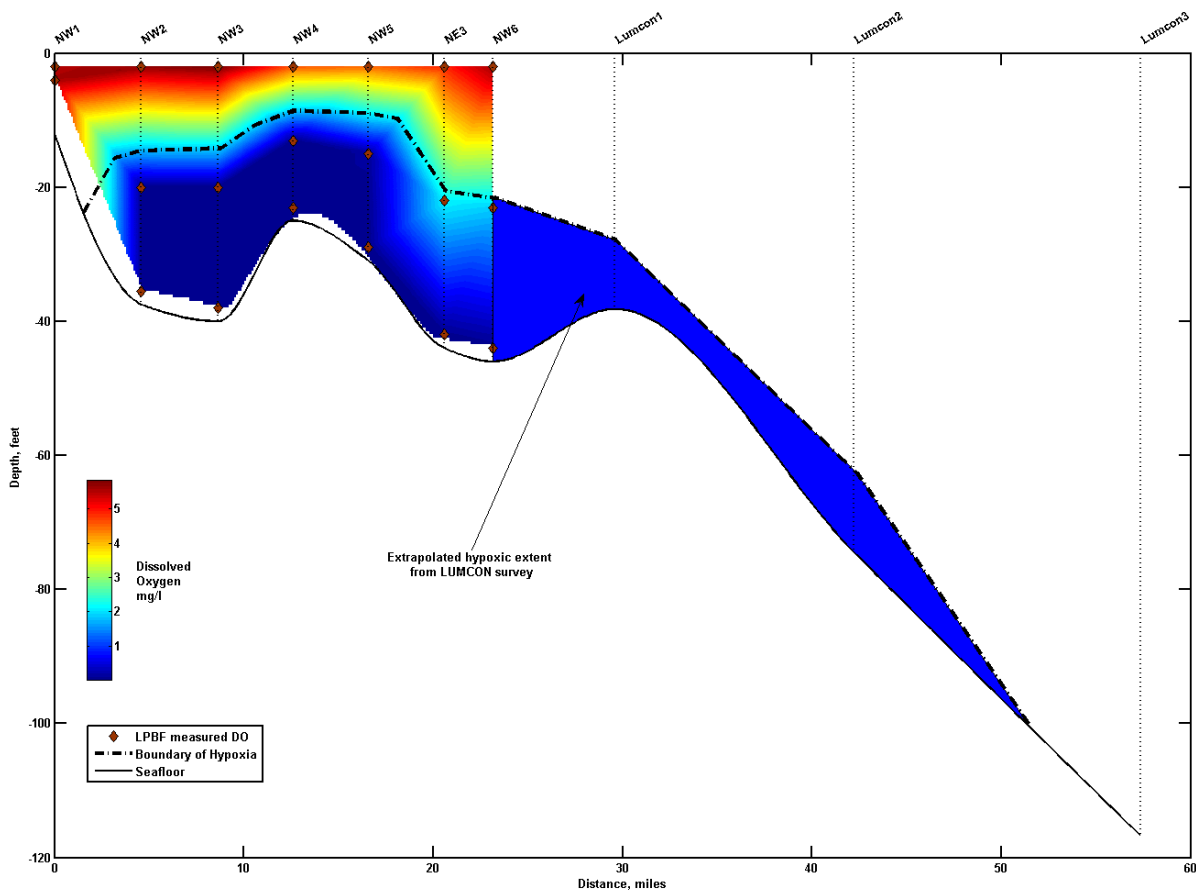 NW1
NW2
NW3
NW4
NW5
NE3
NW6
Lumcon1
Lumcon2
Lumcon3
0
-20
-40
-60
-80
-100
-120
Depth, feet
5
4
3
2
1
Dissolved
Oxygen
mg/l
Extrapolated hypoxic extent
from LUMCON survey
LPBF measured DO
Boundary of Hypoxia
Seafloor
0
10
20
30
40
50
60
Distance, miles